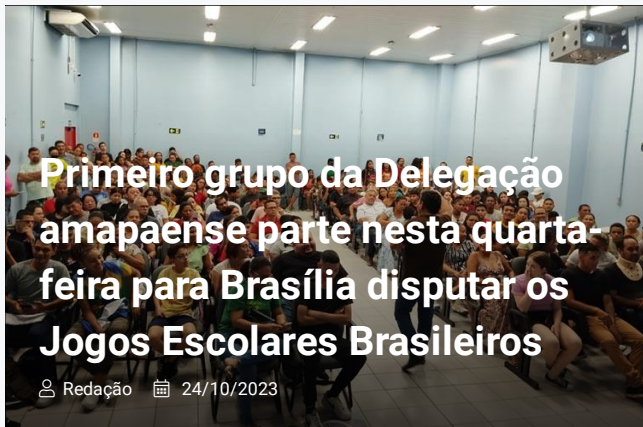 Primeiro grupo da Delegação
amapaense parte nesta quarta-
feira para Brasília disputar os
Jogos Escolares Brasileiros
Redação 24/10/2023